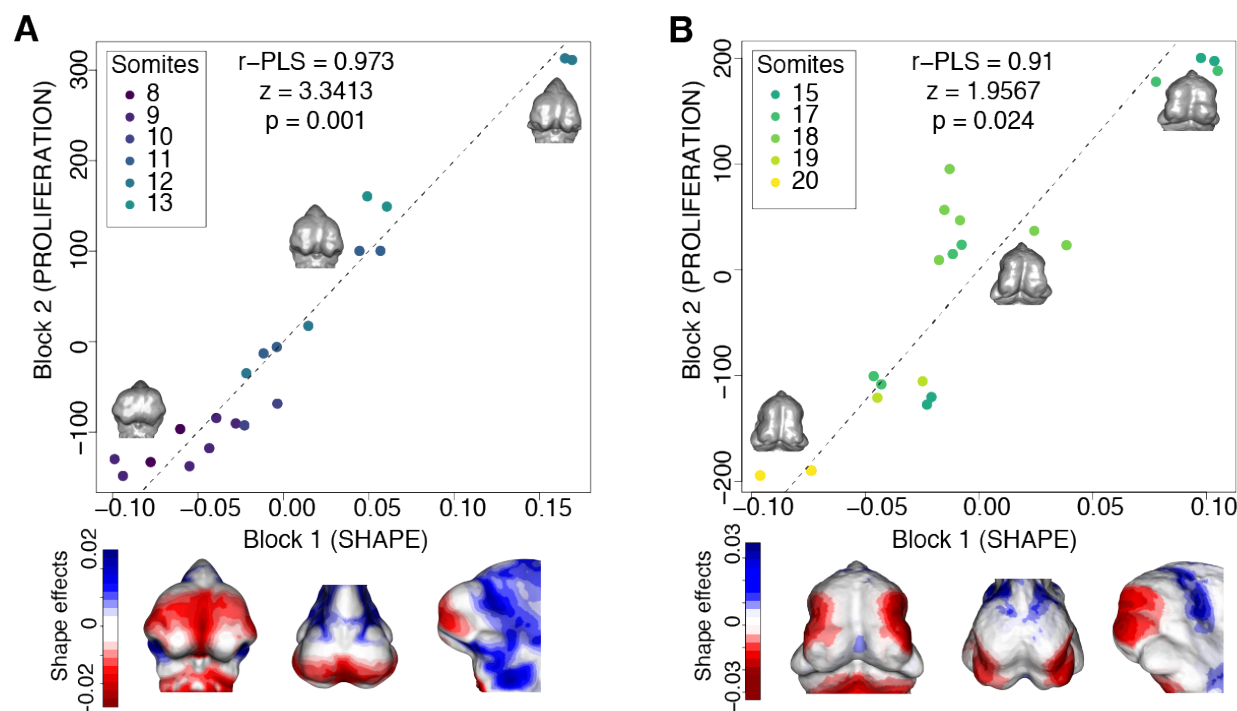 A
Somites
8
9
10
11
12
13
r−PLS = 0.973
z = 3.3413
p = 0.001
Block 2 (PROLIFERATION)
300
200
100
0
−100
−0.10
−0.05
0.00
0.05
0.10
0.15
Block 1 (SHAPE)
Shape effects
0.02
0
−0.02
B
Somites
15
17
18
19
20
r−PLS = 0.91
z = 1.9567
p = 0.024
Block 2 (PROLIFERATION)
200
100
0
−100
−200
−0.10
−0.05
0.00
0.05
0.10
Block 1 (SHAPE)
Shape effects
0.03
0
−0.03